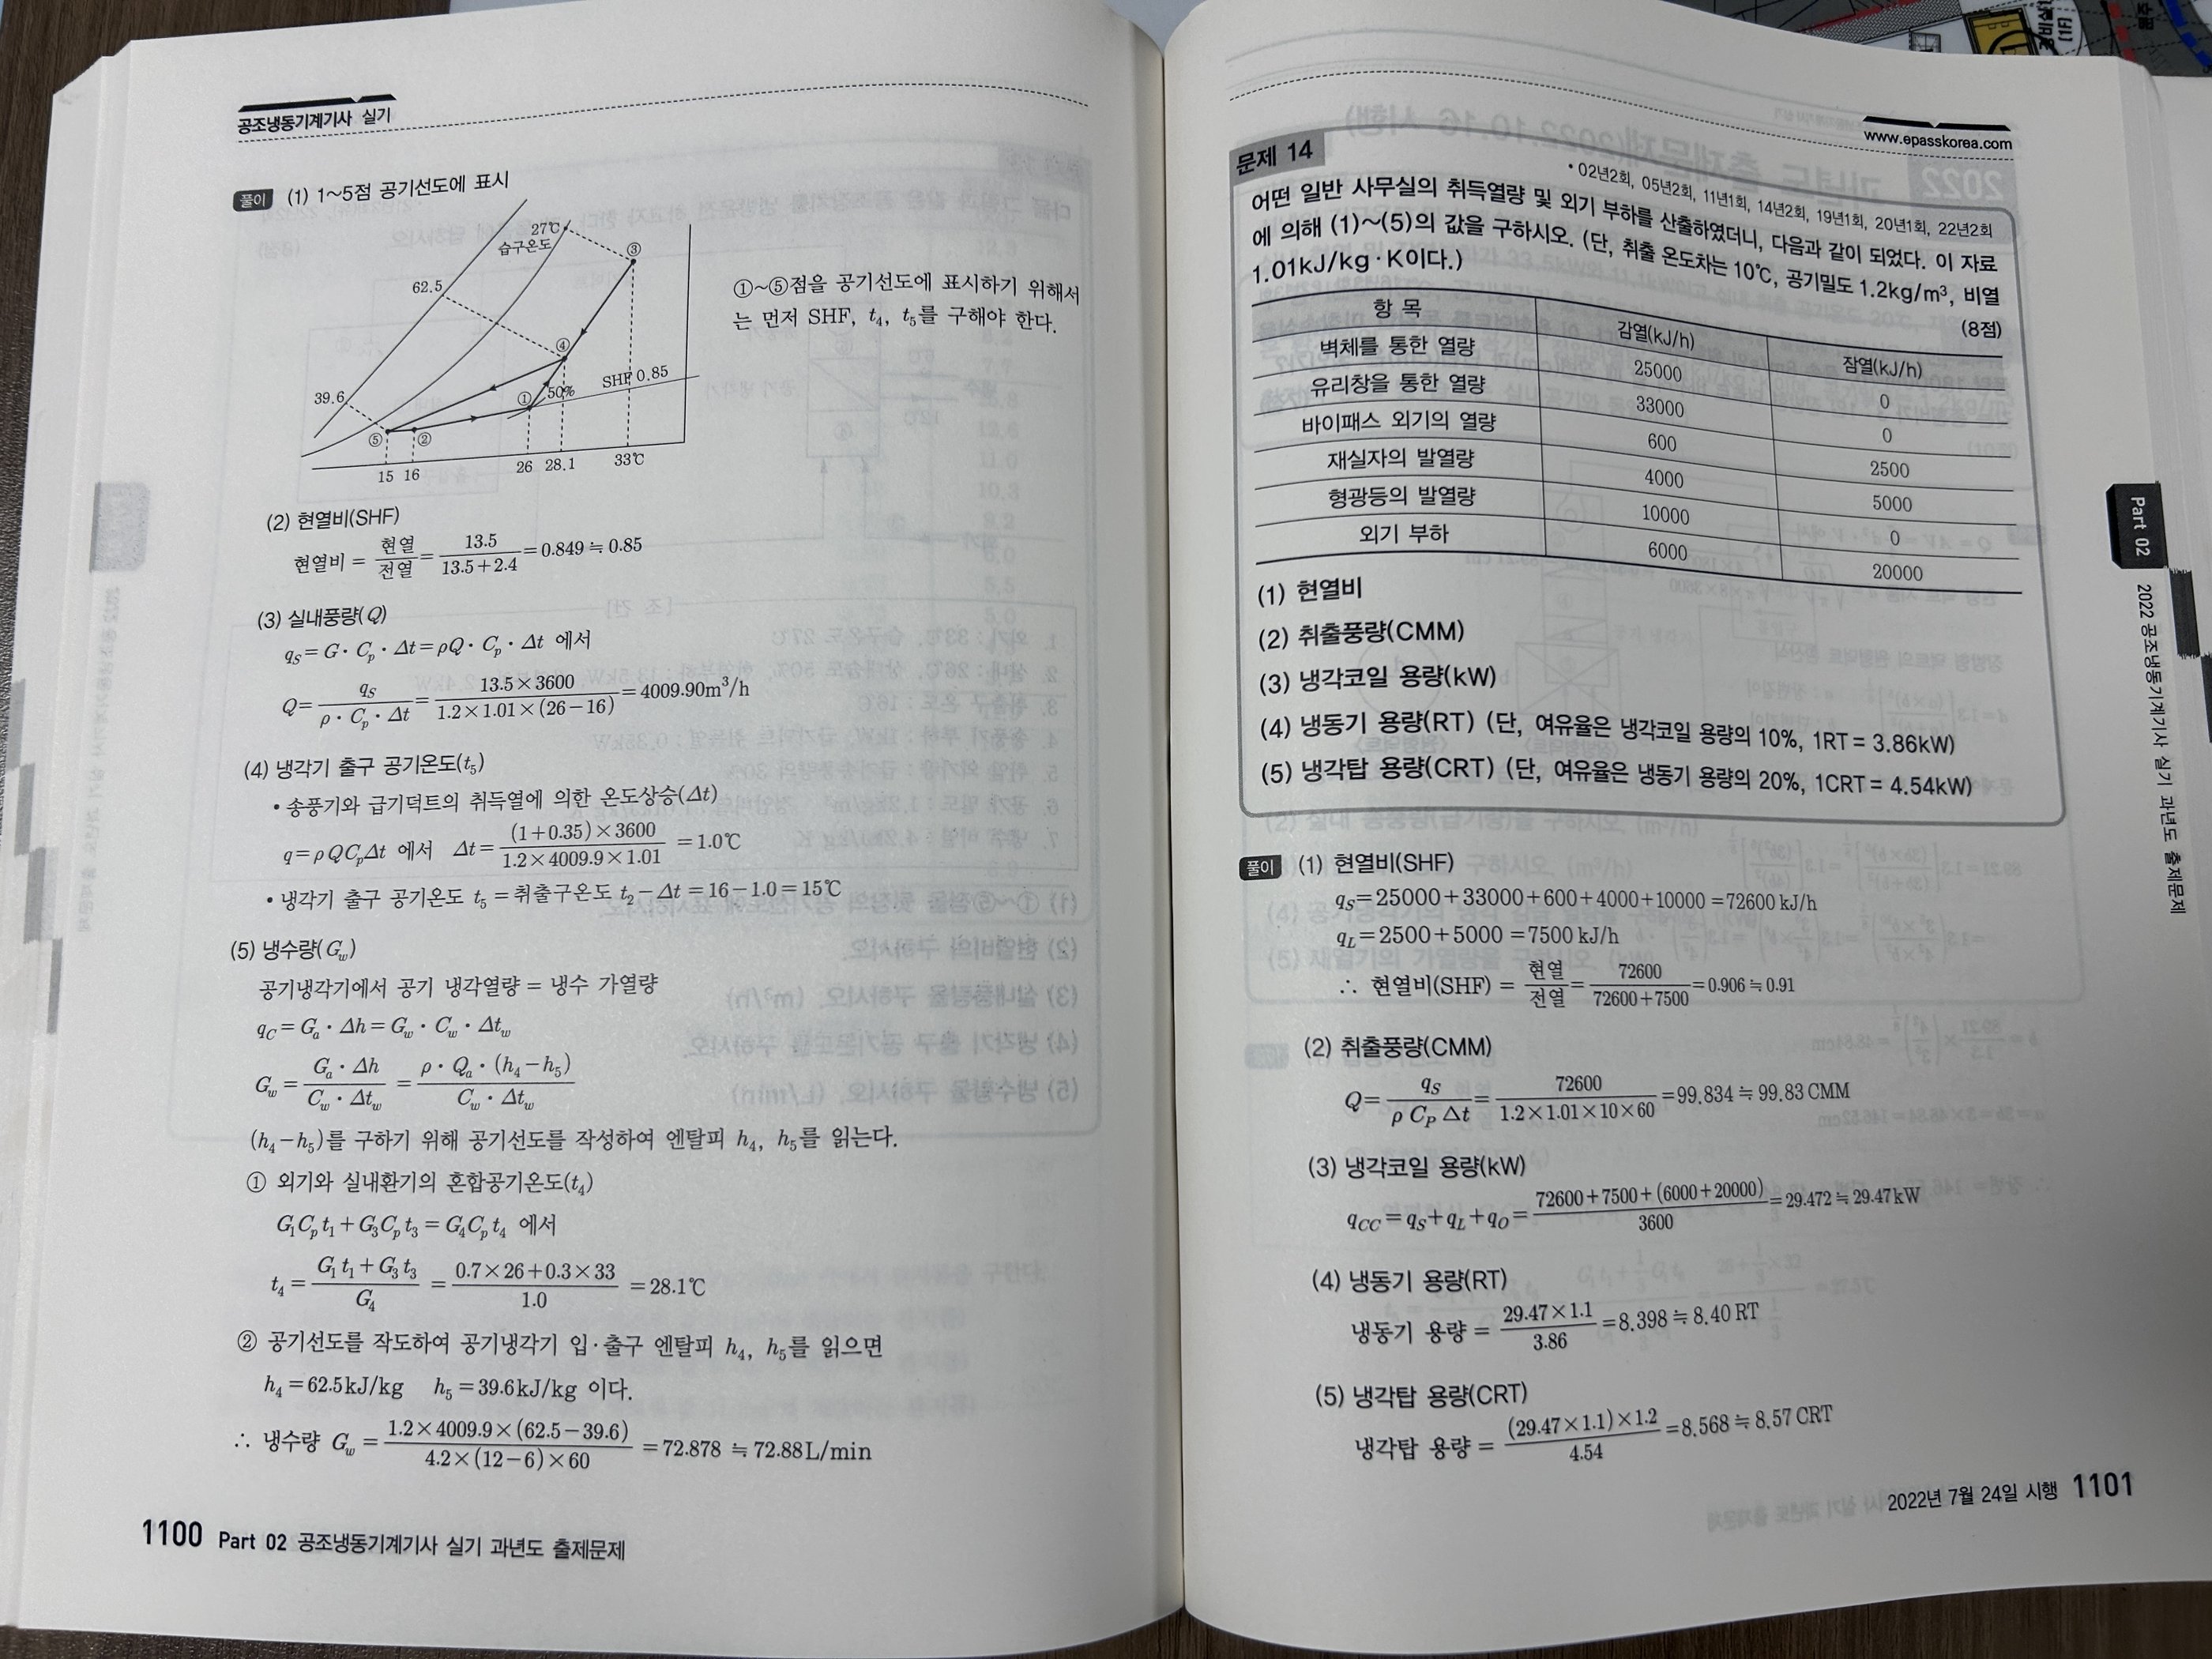 공조냉동기계기사 실기
풀이 (1) 1~5점 공기선도에 표시
27℃
습구온도
③
62.5
④
39.6
SHF 0.85
①
50%
⑤ ②
15 16 26 28.1 33℃
①~⑤점을 공기선도에 표시하기 위해서
는 먼저 SHF, t₄, t₅를 구해야 한다.
(2) 현열비(SHF)
현열비 = 현열/전열 = 13.5/(13.5+2.4) = 0.849 ≒ 0.85
(3) 실내풍량(Q)
q_S = G · C_p · Δt = ρQ · C_p · Δt 에서
Q = q_S/(ρ · C_p · Δt) = (13.5×3600)/(1.2×1.01×(26-16)) = 4009.90m³/h
(4) 냉각기 출구 공기온도(t₅)
• 송풍기와 급기덕트의 취득열에 의한 온도상승(Δt)
q = ρQC_pΔt 에서 Δt = ((1+0.35)×3600)/(1.2×4009.9×1.01) = 1.0℃
• 냉각기 출구 공기온도 t₅ = 취출구온도 t₂ - Δt = 16 - 1.0 = 15℃
(5) 냉수량(G_w)
공기냉각기에서 공기 냉각열량 = 냉수 가열량
q_C = G_a · Δh = G_w · C_w · Δt_w
G_w = (G_a · Δh)/(C_w · Δt_w) = (ρ · Q_a · (h₄-h₅))/(C_w · Δt_w)
(h₄-h₅)를 구하기 위해 공기선도를 작성하여 엔탈피 h₄, h₅를 읽는다.
① 외기와 실내환기의 혼합공기온도(t₄)
G₁C_p t₁ + G₃C_p t₃ = G₄C_p t₄ 에서
t₄ = (G₁t₁+G₃t₃)/G₄ = (0.7×26+0.3×33)/1.0 = 28.1℃
② 공기선도를 작도하여 공기냉각기 입·출구 엔탈피 h₄, h₅를 읽으면
h₄ = 62.5kJ/kg h₅ = 39.6kJ/kg 이다.
∴ 냉수량 G_w = (1.2×4009.9×(62.5-39.6))/(4.2×(12-6)×60) = 72.878 ≒ 72.88L/min
1100 Part 02 공조냉동기계기사 실기 과년도 출제문제
www.epasskorea.com
문제 14
• 02년2회, 05년2회, 11년1회, 14년2회, 19년1회, 20년1회, 22년2회
어떤 일반 사무실의 취득열량 및 외기 부하를 산출하였더니, 다음과 같이 되었다. 이 자료
에 의해 (1)~(5)의 값을 구하시오. (단, 취출 온도차는 10℃, 공기밀도 1.2kg/m³, 비열
1.01kJ/kg·K이다.) (8점)
항 목 감열(kJ/h) 잠열(kJ/h)
벽체를 통한 열량 25000 0
유리창을 통한 열량 33000 0
바이패스 외기의 열량 600 2500
재실자의 발열량 4000 5000
형광등의 발열량 10000 0
외기 부하 6000 20000
(1) 현열비
(2) 취출풍량(CMM)
(3) 냉각코일 용량(kW)
(4) 냉동기 용량(RT) (단, 여유율은 냉각코일 용량의 10%, 1RT = 3.86kW)
(5) 냉각탑 용량(CRT) (단, 여유율은 냉동기 용량의 20%, 1CRT = 4.54kW)
풀이 (1) 현열비(SHF)
q_S = 25000+33000+600+4000+10000 = 72600 kJ/h
q_L = 2500+5000 = 7500 kJ/h
∴ 현열비(SHF) = 현열/전열 = 72600/(72600+7500) = 0.906 ≒ 0.91
(2) 취출풍량(CMM)
Q = q_S/(ρ C_P Δt) = 72600/(1.2×1.01×10×60) = 99.834 ≒ 99.83 CMM
(3) 냉각코일 용량(kW)
q_CC = q_S+q_L+q_O = (72600+7500+(6000+20000))/3600 = 29.472 ≒ 29.47kW
(4) 냉동기 용량(RT)
냉동기 용량 = (29.47×1.1)/3.86 = 8.398 ≒ 8.40 RT
(5) 냉각탑 용량(CRT)
냉각탑 용량 = ((29.47×1.1)×1.2)/4.54 = 8.568 ≒ 8.57 CRT
2022년 7월 24일 시행 1101
Part 02
2022 공조냉동기계기사 실기 과년도 출제문제
(1F)